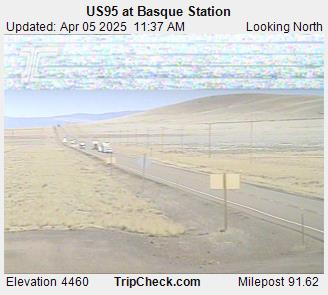 US95 at Basque Station
Updated: Apr 05 2025 11:37 AM Looking North
Elevation 4460 TripCheck.com Milepost 91.62